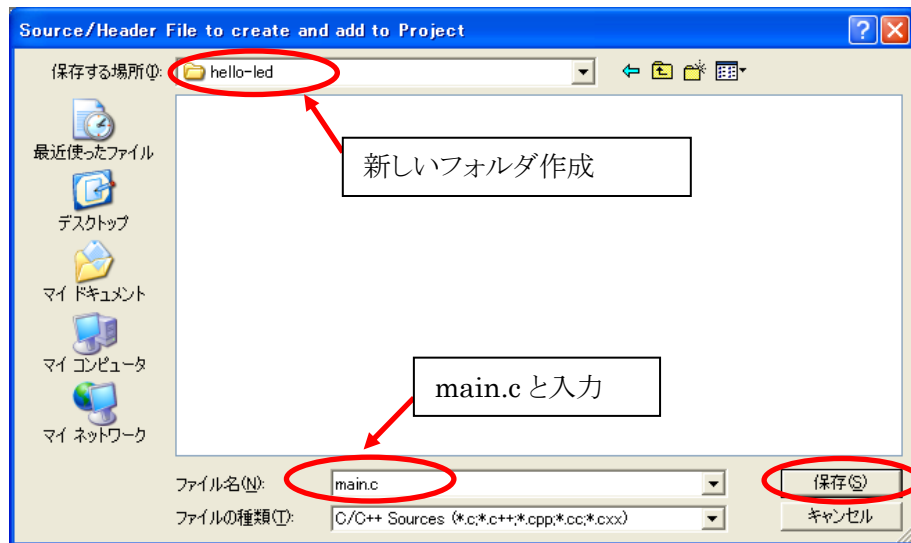 Source/Header File to create and add to Project
保存する場所(I):
hello-led
最近使ったファイル
新しいフォルダ作成
デスクトップ
マイ ドキュメント
マイ コンピュータ
main.c と入力
マイ ネットワーク
ファイル名(N):
main.c
保存(S)
ファイルの種類(T):
C/C++ Sources (*.c;*.c++;*.cpp;*.cc;*.cxx)
キャンセル